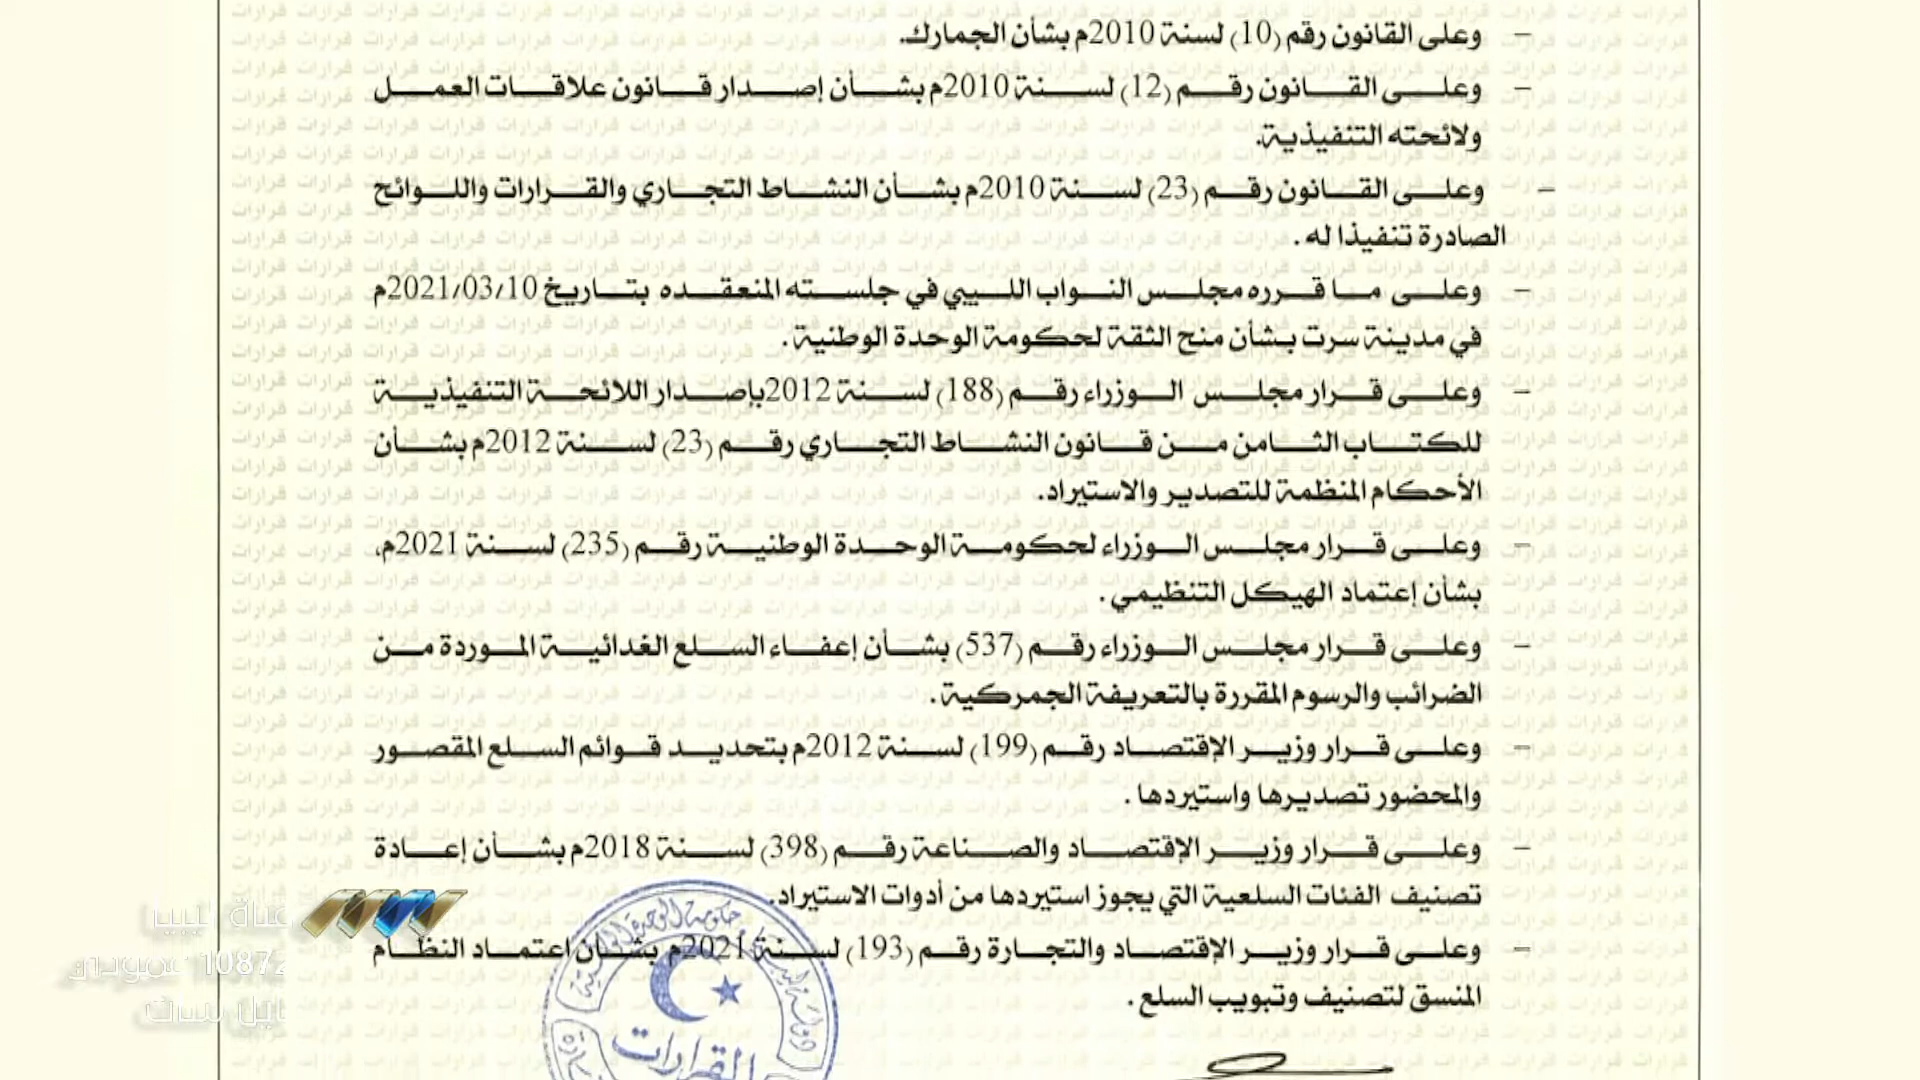 – وعلى القانون رقم (10) لسنة 2010م بشأن الجمارك.
– وعلى القانون رقم (12) لسنة 2010م بشأن إصدار قانون علاقات العمل
ولائحته التنفيذية.
– وعلى القانون رقم (23) لسنة 2010م بشأن النشاط التجاري والقرارات واللوائح
الصادرة تنفيذا له .
– وعلى ما قرره مجلس النواب الليبي في جلسته المنعقده بتاريخ 2021/03/10م
في مدينة سرت بشأن منح الثقة لحكومة الوحدة الوطنية .
– وعلى قرار مجلس الوزراء رقم (188) لسنة 2012بإصدار اللائحة التنفيذية
للكتاب الثامن من قانون النشاط التجاري رقم (23) لسنة 2012م بشأن
الأحكام المنظمة للتصدير والاستيراد.
– وعلى قرار مجلس الوزراء لحكومة الوحدة الوطنية رقم (235) لسنة 2021م،
بشأن إعتماد الهيكل التنظيمي .
– وعلى قرار مجلس الوزراء رقم (537) بشأن إعفاء السلع الغدائية الموردة من
الضرائب والرسوم المقررة بالتعريفة الجمركية .
– وعلى قرار وزير الإقتصاد رقم (199) لسنة 2012م بتحديد قوائم السلع المقصور
والمحضور تصديرها واستيردها .
– وعلى قرار وزير الإقتصاد والصناعة رقم (398) لسنة 2018م بشأن إعادة
تصنيف الفئات السلعية التي يجوز استيردها من أدوات الاستيراد.
– وعلى قرار وزير الإقتصاد والتجارة رقم (193) لسنة 2021م بشأن اعتماد النظام
المنسق لتصنيف وتبويب السلع .
القرارات
ليبيا
1087 عمودي
نايل سات